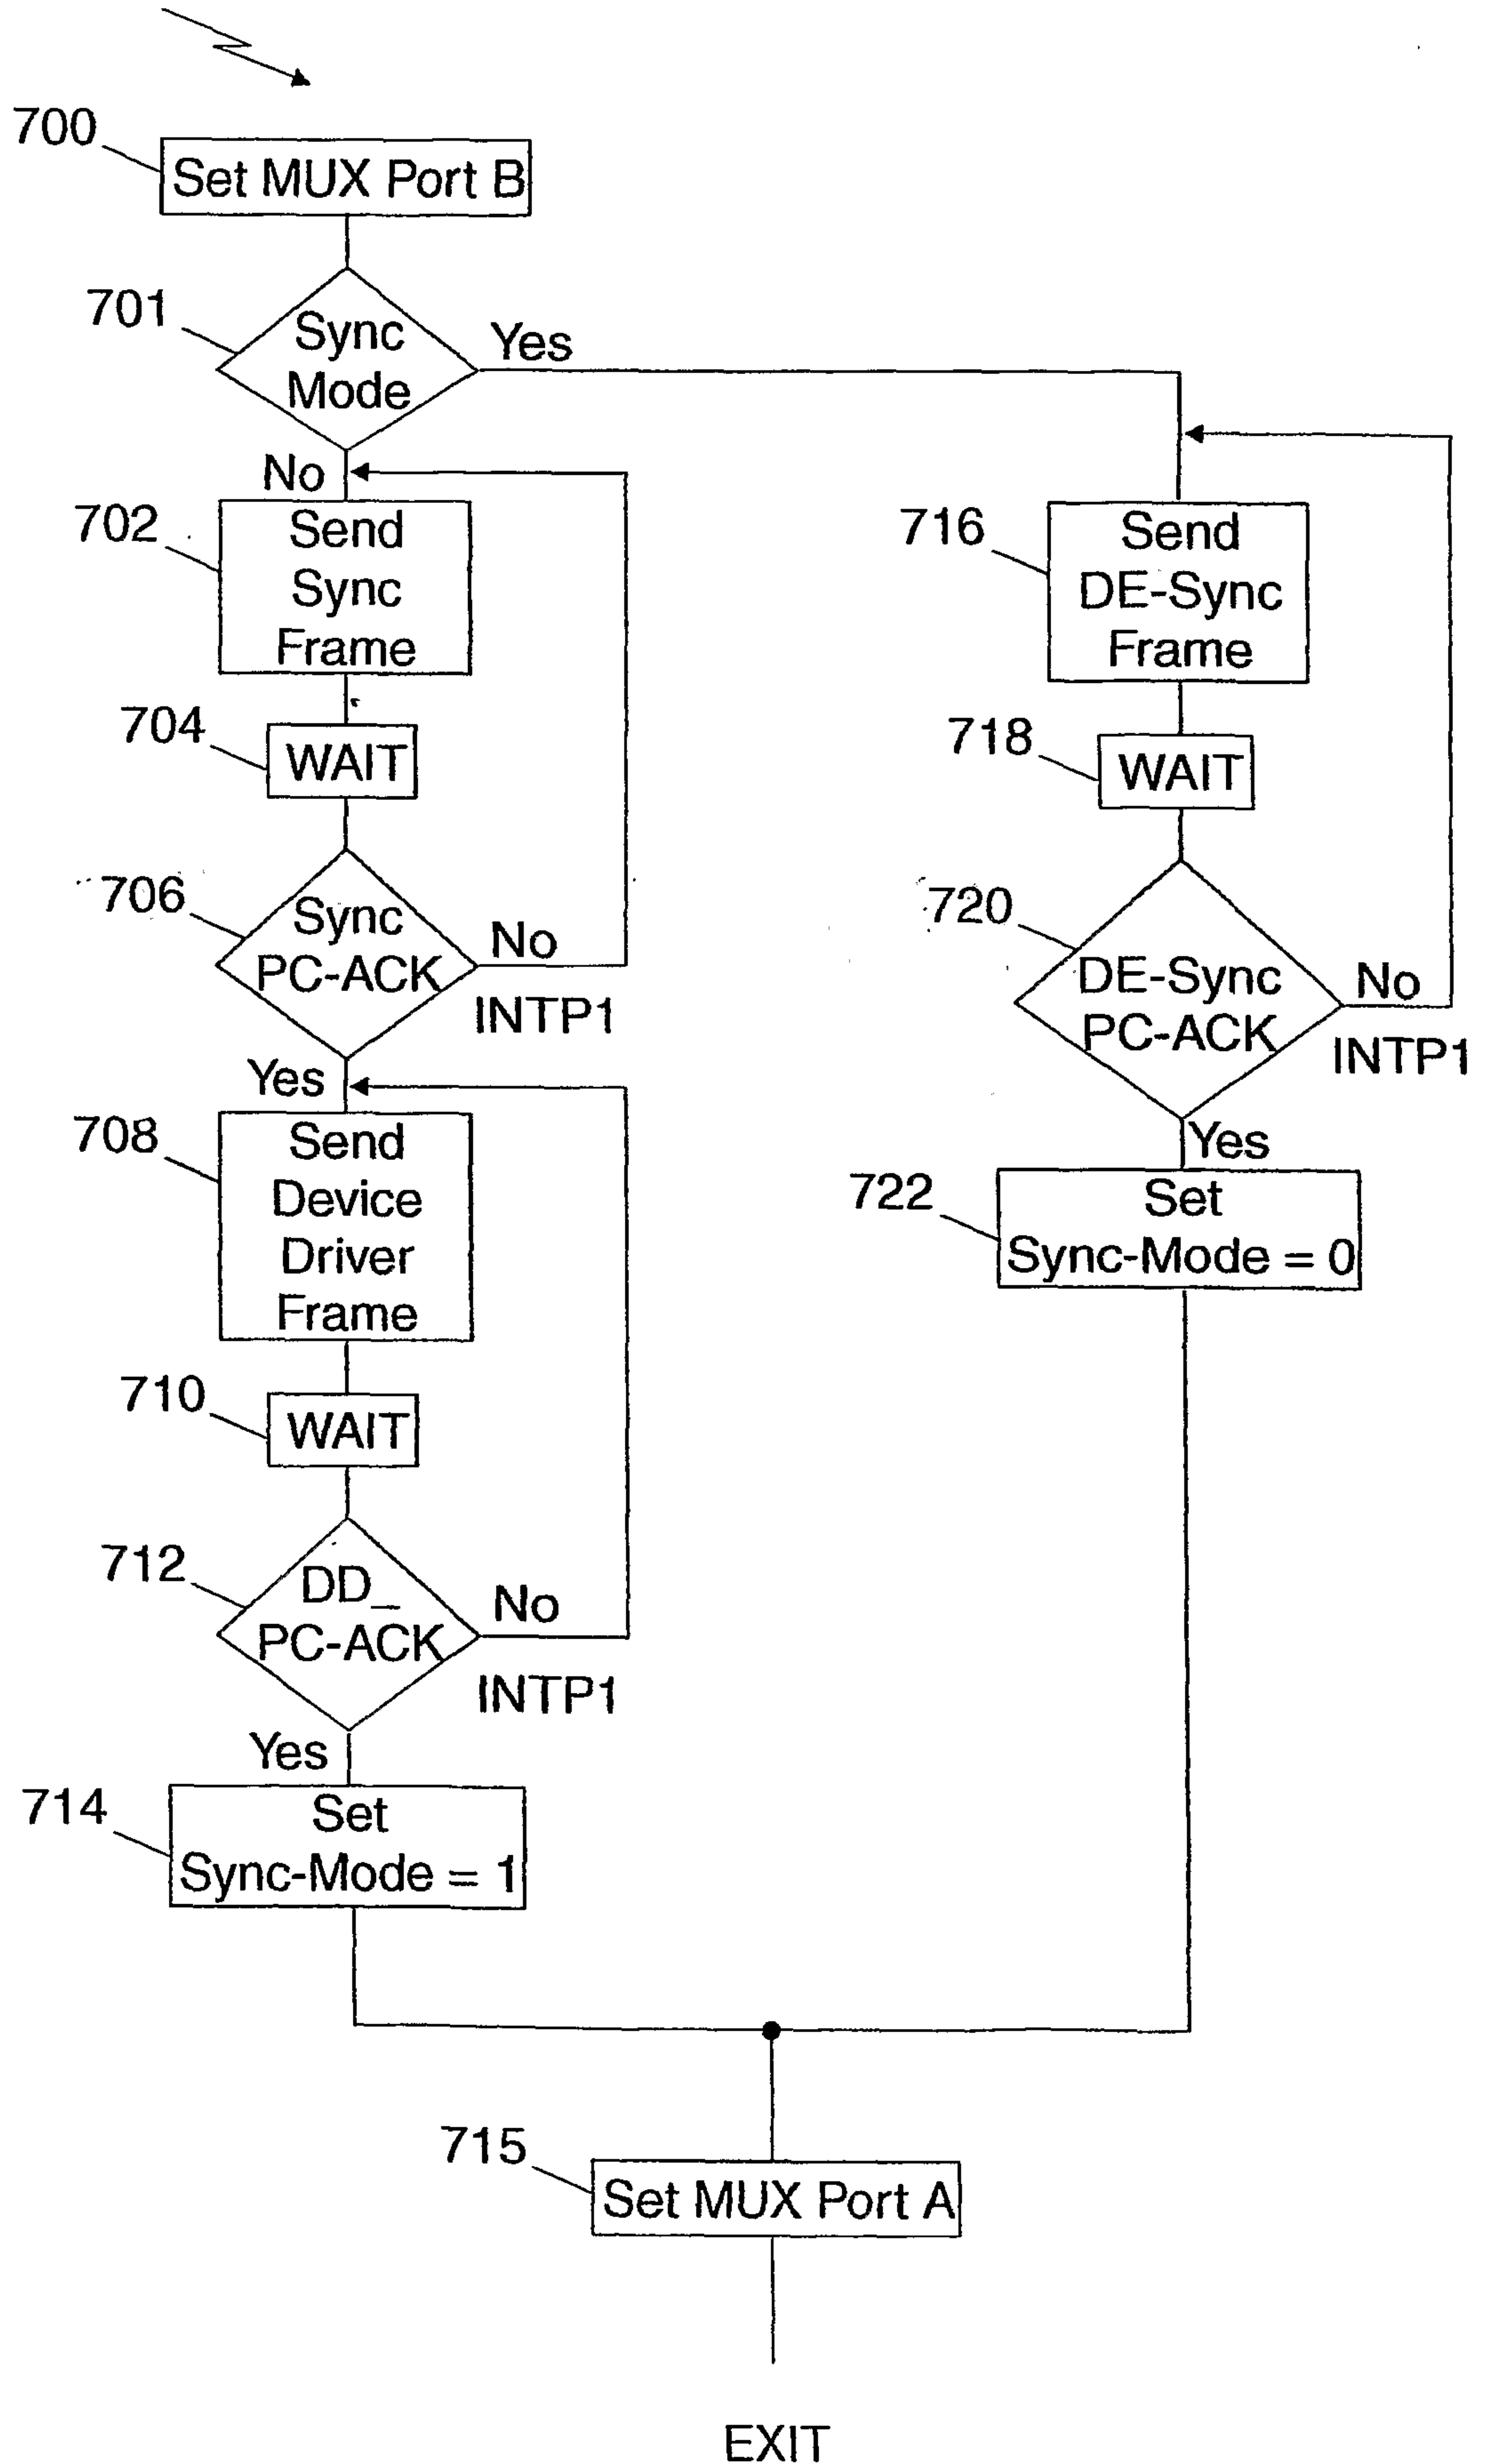 700
Set MUX Port B
701
Sync
Mode
Yes
No
702
Send
Sync
Frame
704
WAIT
706
Sync
PC-ACK
No
INTP1
Yes
708
Send
Device
Driver
Frame
710
WAIT
712
DD_
PC-ACK
No
INTP1
Yes
714
Set
Sync-Mode = 1
716
Send
DE-Sync
Frame
718
WAIT
720
DE-Sync
PC-ACK
No
INTP1
Yes
722
Set
Sync-Mode = 0
715
Set MUX Port A
EXIT